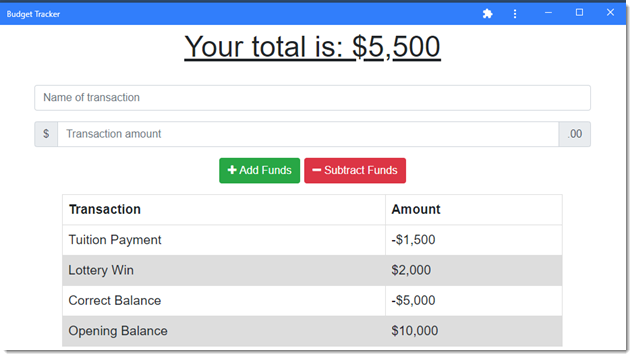 Budget Tracker
Your total is: $5,500
Name of transaction
$ Transaction amount .00
Add Funds Subtract Funds
Transaction Amount
Tuition Payment -$1,500
Lottery Win $2,000
Correct Balance -$5,000
Opening Balance $10,000